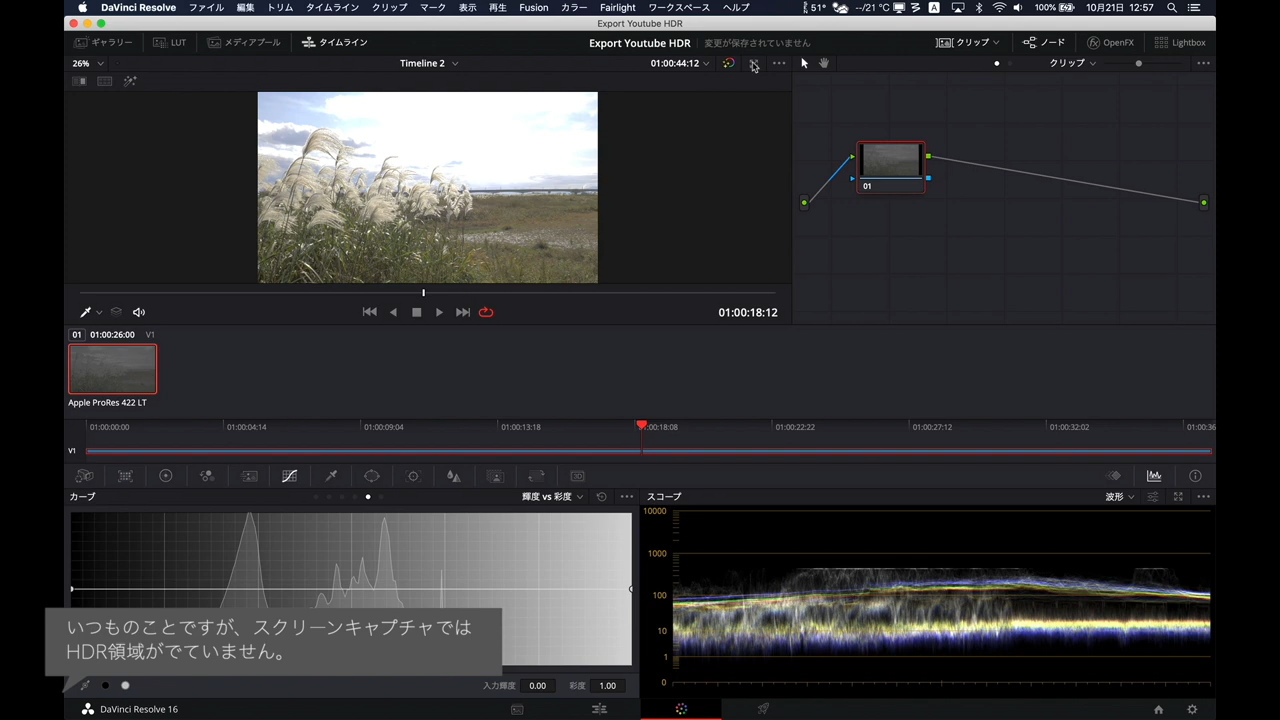 DaVinci Resolve ファイル 編集 トリム タイムライン クリップ マーク 表示 再生 Fusion カラー Fairlight ワークスペース ヘルプ 51° --/21 °C A 100% 10月21日 12:57
Export Youtube HDR
ギャラリー LUT メディアプール タイムライン Export Youtube HDR 変更が保存されていません クリップ ノード OpenFX Lightbox
26% Timeline 2 01:00:44:12 クリップ
01
01:00:18:12
01 01:00:26:00 V1
Apple ProRes 422 LT
01:00:00:00 01:00:04:14 01:00:09:04 01:00:13:18 01:00:18:08 01:00:22:22 01:00:27:12 01:00:32:02 01:00:36
V1
3D
カーブ 輝度 vs 彩度 スコープ 波形
10000
1000
100
10
1
0
いつものことですが、スクリーンキャプチャでは
HDR領域がでていません。
入力輝度 0.00 彩度 1.00
DaVinci Resolve 16